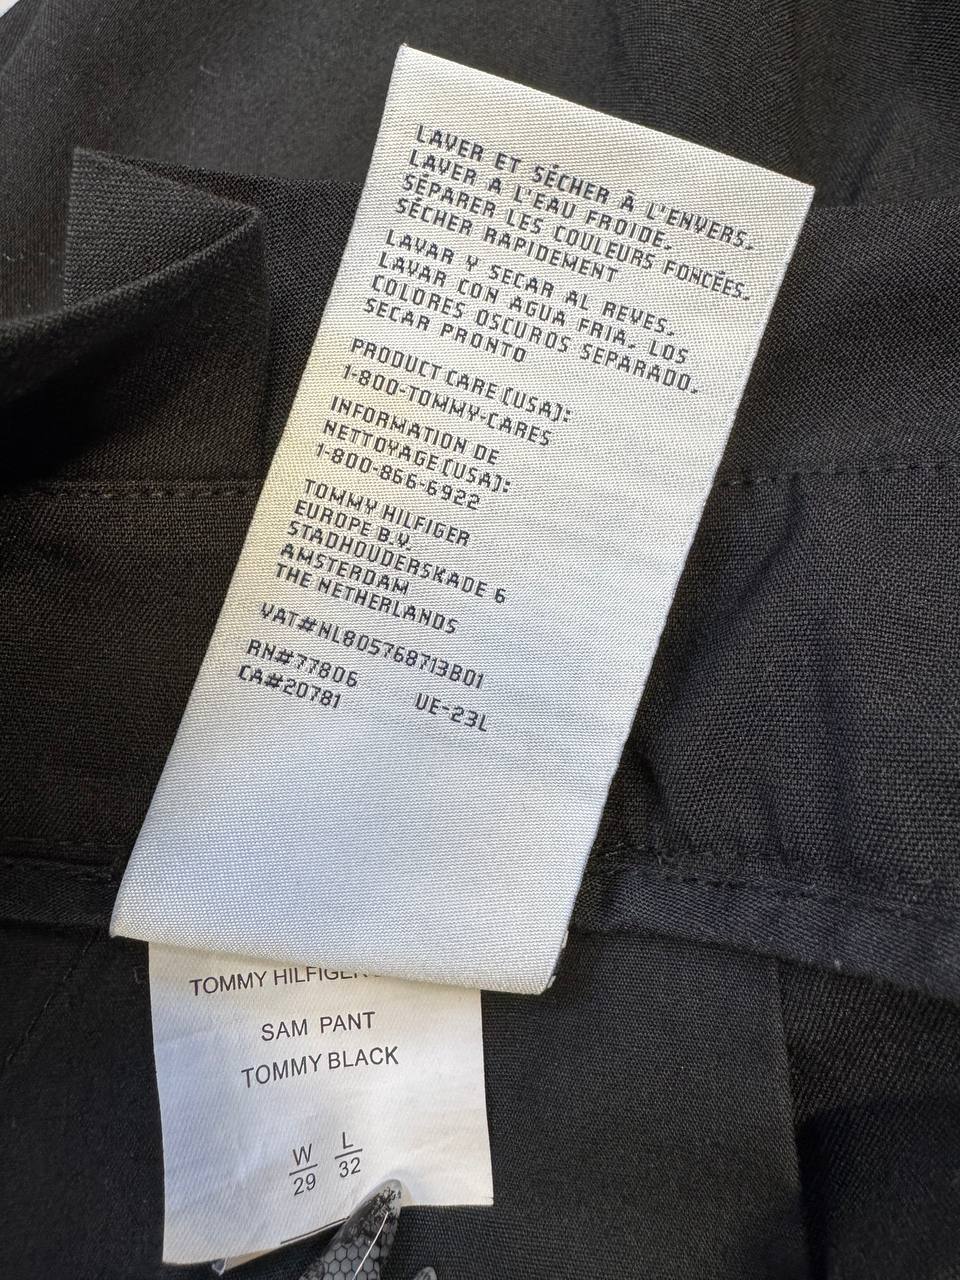 LAVER ET SÉCHER À L'ENVERS.
LAVER A L'EAU FROIDE.
SÉPARER LES COULEURS FONCÉES.
SÉCHER RAPIDEMENT
LAVAR Y SECAR AL REVES.
LAVAR CON AGUA FRIA. LOS
COLORES OSCUROS SEPARADO.
SECAR PRONTO
PRODUCT CARE (USA):
1-800-TOMMY-CARES
INFORMATION DE
NETTOYAGE (USA):
1-800-866-6922
TOMMY HILFIGER
EUROPE B.V.
STADHOUDERSKADE 6
AMSTERDAM
THE NETHERLANDS
VAT#NL805768713B01
RN#77806
CA#20781 UE-23L
TOMMY HILFIGER
SAM PANT
TOMMY BLACK
W L
29 32